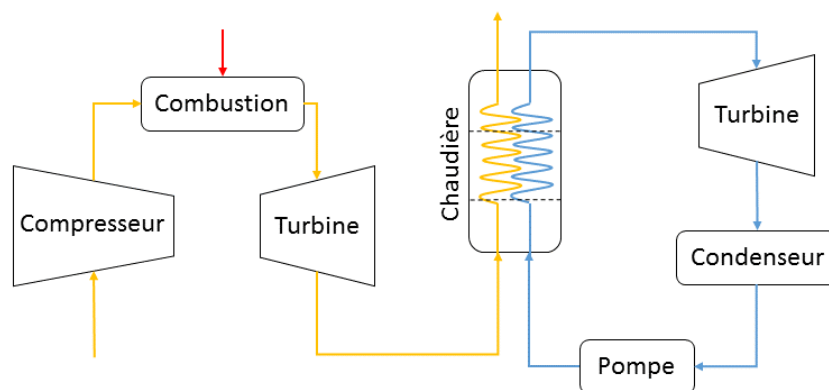 Combustion
Compresseur
Turbine
Chaudière
Turbine
Condenseur
Pompe